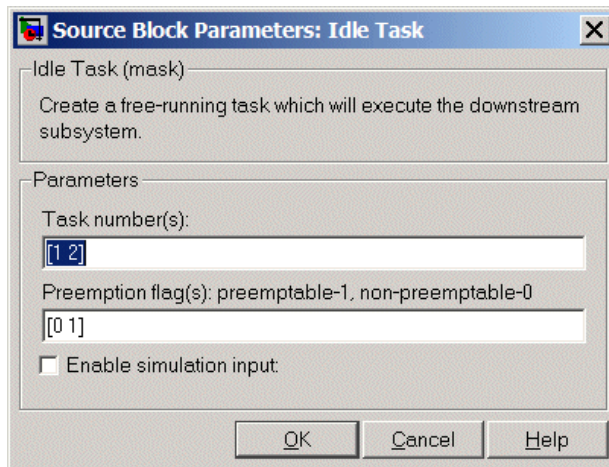 Source Block Parameters: Idle Task
Idle Task (mask)
Create a free-running task which will execute the downstream
subsystem.
Parameters
Task number(s):
[1 2]
Preemption flag(s): preemptable-1, non-preemptable-0
[0 1]
Enable simulation input:
OK Cancel Help